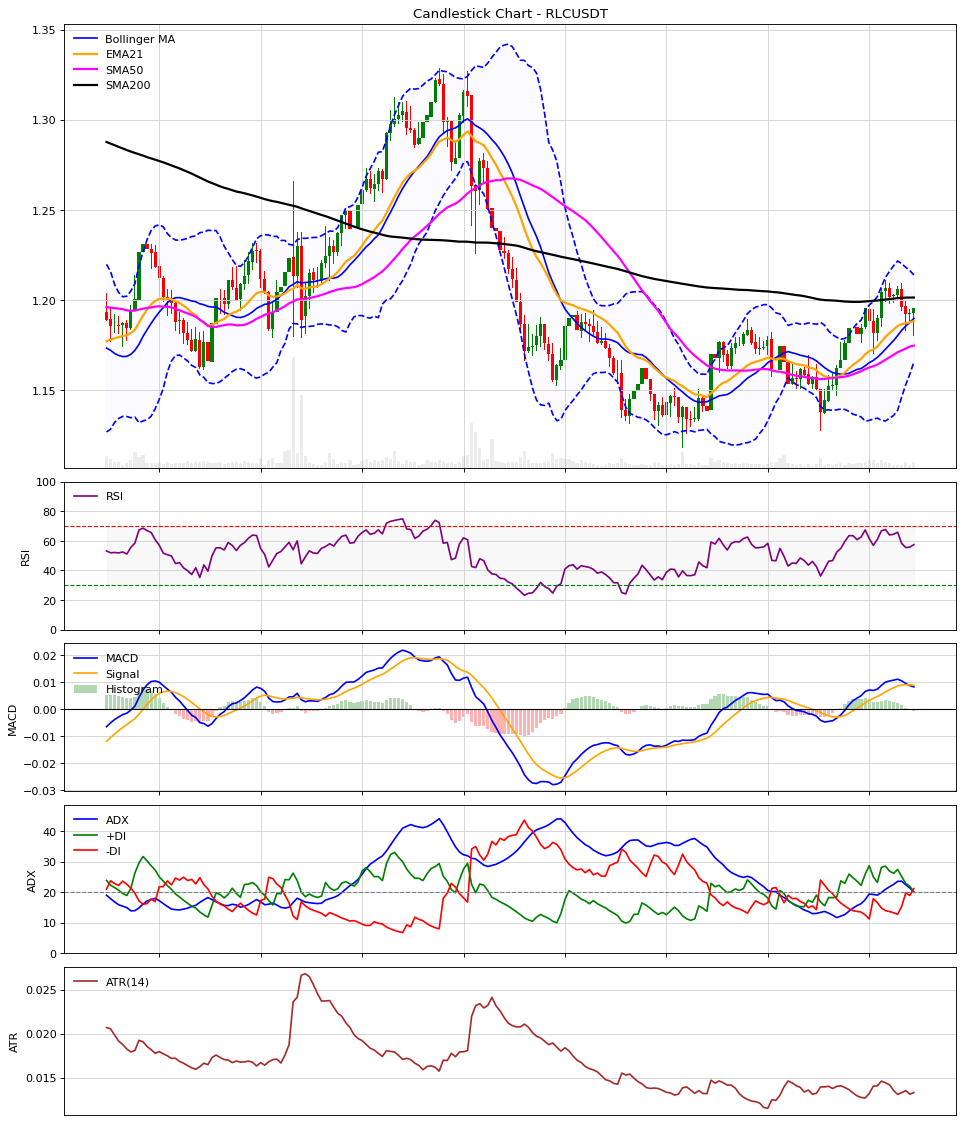 Candlestick Chart - RLCUSDT
1.35
1.30
1.25
1.20
1.15
Bollinger MA
EMA21
SMA50
SMA200
100
80
60
40
20
0
RSI
RSI
0.02
0.01
0.00
−0.01
−0.02
−0.03
MACD
MACD
Signal
Histogram
40
30
20
10
0
ADX
ADX
+DI
-DI
0.025
0.020
0.015
ATR
ATR(14)